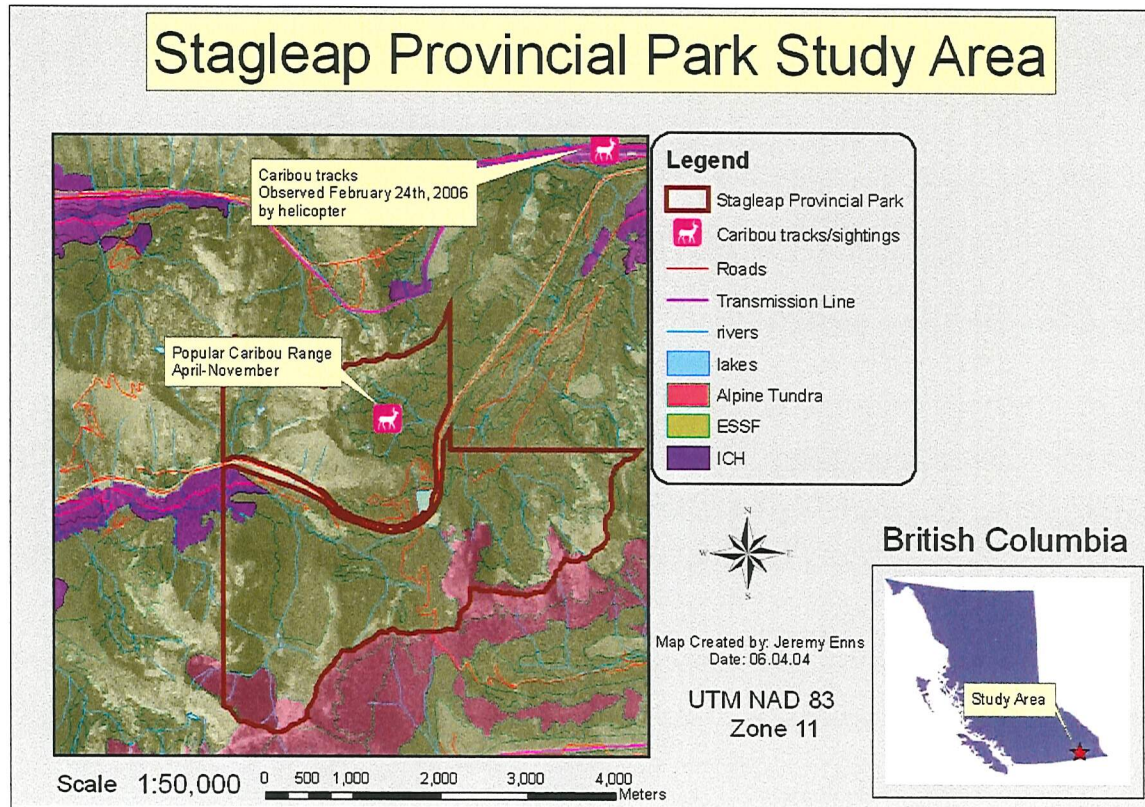 Stagleap Provincial Park Study Area
Caribou tracks
Observed February 24th, 2006
by helicopter
Popular Caribou Range
April-November
Legend
Stagleap Provincial Park
Caribou tracks/sightings
Roads
Transmission Line
rivers
lakes
Alpine Tundra
ESSF
ICH
N
W
E
S
Map Created by: Jeremy Enns
Date: 06.04.04
UTM NAD 83
Zone 11
British Columbia
Study Area
Scale 1:50,000
0 500 1,000 2,000 3,000 4,000
Meters